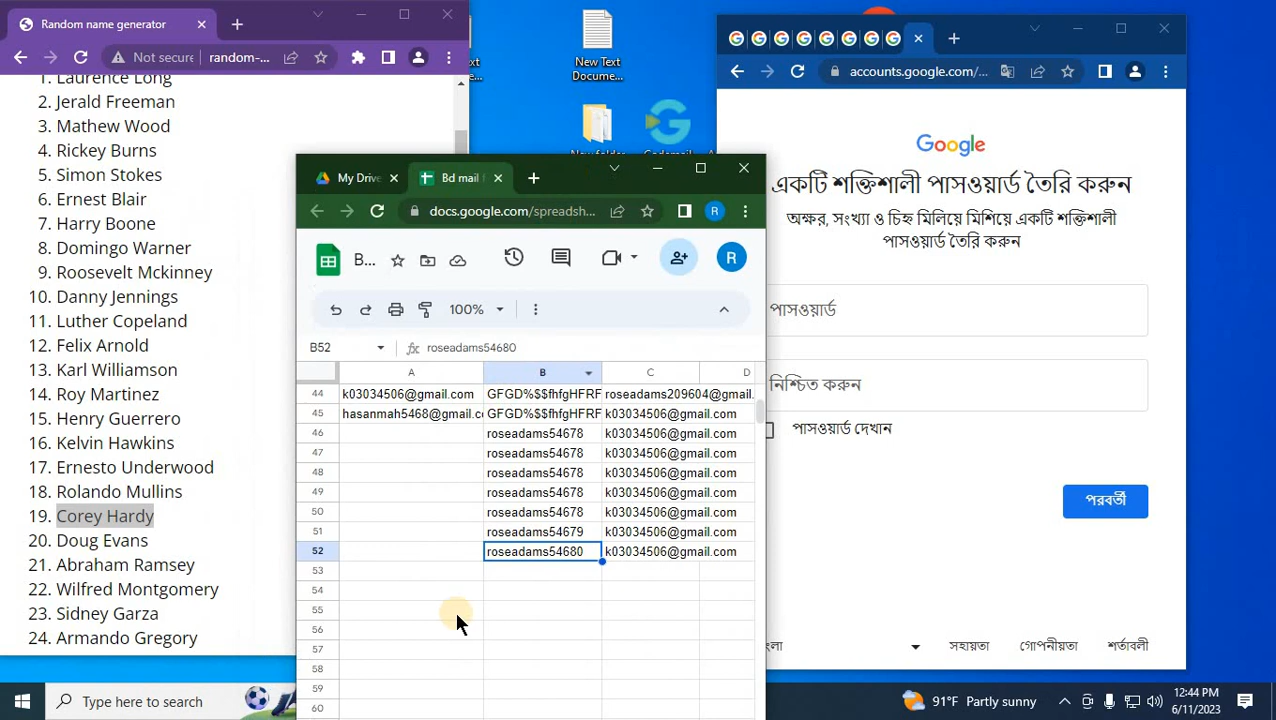 Random name generator
Not secure
random-...
1. Laurence Long
2. Jerald Freeman
3. Mathew Wood
4. Rickey Burns
5. Simon Stokes
6. Ernest Blair
7. Harry Boone
8. Domingo Warner
9. Roosevelt Mckinney
10. Danny Jennings
11. Luther Copeland
12. Felix Arnold
13. Karl Williamson
14. Roy Martinez
15. Henry Guerrero
16. Kelvin Hawkins
17. Ernesto Underwood
18. Rolando Mullins
19. Corey Hardy
20. Doug Evans
21. Abraham Ramsey
22. Wilfred Montgomery
23. Sidney Garza
24. Armando Gregory
New Text
Docume...
My Drive
Bd mail
docs.google.com/spreadsh...
R
B...
R
100%
B52
fx
roseadams54680
A B C D
44 k03034506@gmail.com GFGD%$$fhfgHFRF roseadams209604@gmail.
45 hasanmah5468@gmail.co GFGD%$$fhfgHFRF k03034506@gmail.com
46 roseadams54678 k03034506@gmail.com
47 roseadams54678 k03034506@gmail.com
48 roseadams54678 k03034506@gmail.com
49 roseadams54678 k03034506@gmail.com
50 roseadams54678 k03034506@gmail.com
51 roseadams54679 k03034506@gmail.com
52 roseadams54680 k03034506@gmail.com
53
54
55
56
57
58
59
60
accounts.google.com/...
Google
একটি শক্তিশালী পাসওয়ার্ড তৈরি করুন
অক্ষর, সংখ্যা ও চিহ্ন মিলিয়ে মিশিয়ে একটি শক্তিশালী
পাসওয়ার্ড তৈরি করুন
পাসওয়ার্ড
নিশ্চিত করুন
পাসওয়ার্ড দেখান
পরবর্তী
সহায়তা গোপনীয়তা শর্তাবলী
Type here to search
91°F Partly sunny
12:44 PM
6/11/2023